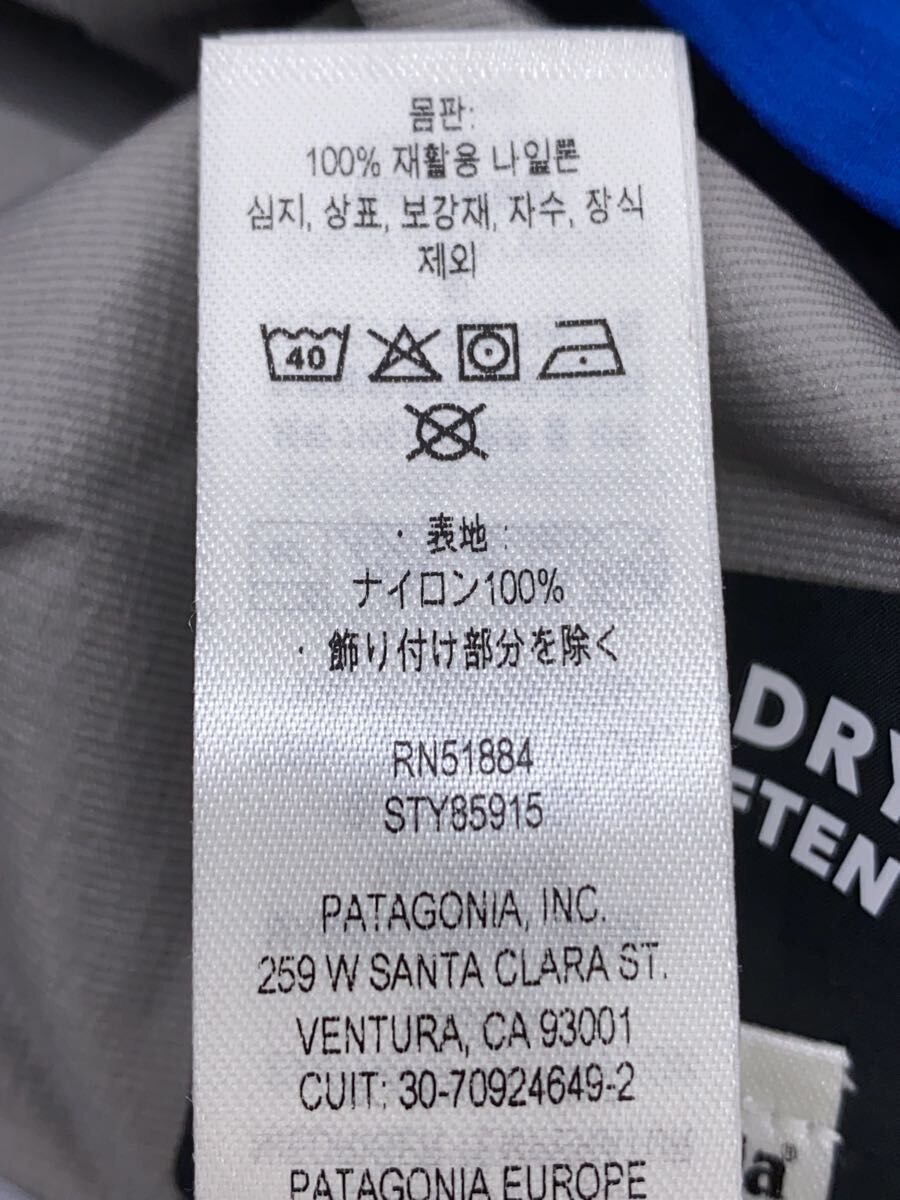 몸판:
100% 재활용 나일론
심지, 상표, 보강재, 자수, 장식
제외
40
・表地:
ナイロン100%
・飾り付け部分を除く
RN51884
STY85915
PATAGONIA, INC.
259 W SANTA CLARA ST.
VENTURA, CA 93001
CUIT: 30-70924649-2
PATAGONIA EUROPE
DRY
FTEN
ia®